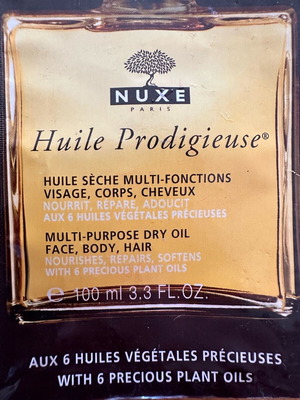 NUXE
PARIS
Huile Prodigieuse®
HUILE SÈCHE MULTI-FONCTIONS
VISAGE, CORPS, CHEVEUX
NOURRIT, RÉPARE, ADOUCIT
AUX 6 HUILES VÉGÉTALES PRÉCIEUSES
MULTI-PURPOSE DRY OIL
FACE, BODY, HAIR
NOURISHES, REPAIRS, SOFTENS
WITH 6 PRECIOUS PLANT OILS
℮ 100 ml 3.3 FL.OZ.
AUX 6 HUILES VÉGÉTALES PRÉCIEUSES
WITH 6 PRECIOUS PLANT OILS